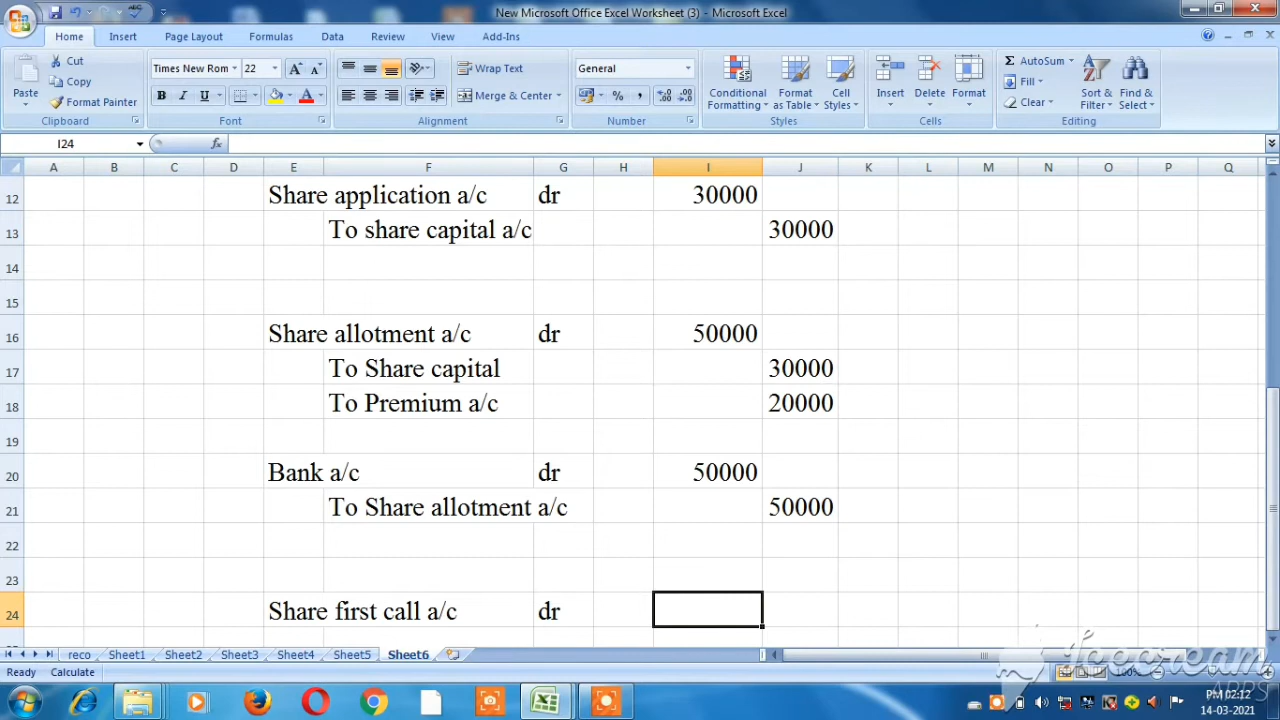 New Microsoft Office Excel Worksheet (3) - Microsoft Excel
Home Insert Page Layout Formulas Data Review View Add-Ins
Paste Cut Copy Format Painter Clipboard
Times New Rom 22 B I U A A A Font
Wrap Text Merge & Center Alignment
General % , Number
Conditional Formatting Format as Table Cell Styles Styles
Insert Delete Format Cells
Σ AutoSum Fill Clear Sort & Filter Find & Select Editing
I24 fx
A B C D E F G H I J K L M N O P Q
12 Share application a/c dr 30000
13 To share capital a/c 30000
14
15
16 Share allotment a/c dr 50000
17 To Share capital 30000
18 To Premium a/c 20000
19
20 Bank a/c dr 50000
21 To Share allotment a/c 50000
22
23
24 Share first call a/c dr
reco Sheet1 Sheet2 Sheet3 Sheet4 Sheet5 Sheet6
Ready Calculate 100%
Icecream
APPS
PM 02:12
14-03-2021